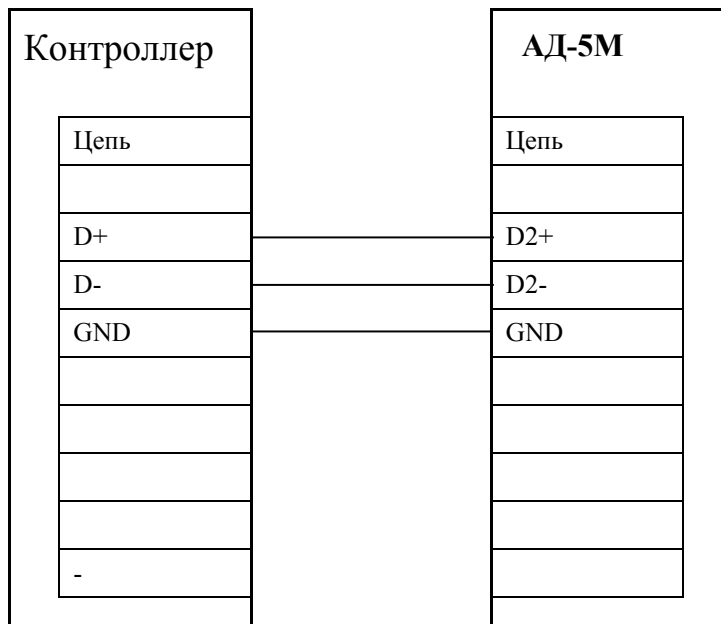 Контроллер
АД-5М
Цепь
Цепь
D+
D2+
D-
D2-
GND
GND
-